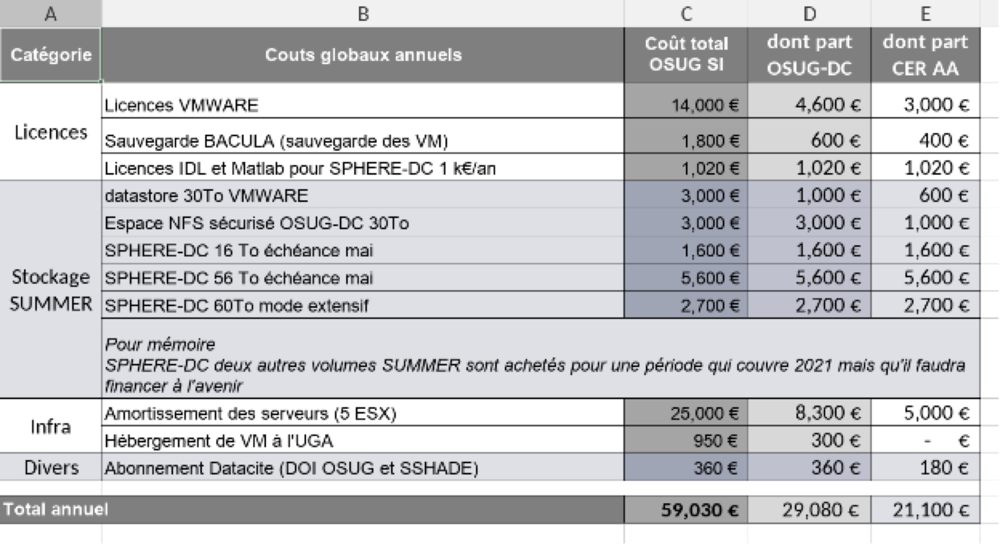 A B C D E
Catégorie Couts globaux annuels Coût total OSUG SI dont part OSUG-DC dont part CER AA
Licences
Licences VMWARE 14,000 € 4,600 € 3,000 €
Sauvegarde BACULA (sauvegarde des VM) 1,800 € 600 € 400 €
Licences IDL et Matlab pour SPHERE-DC 1 k€/an 1,020 € 1,020 € 1,020 €
Stockage SUMMER
datastore 30To VMWARE 3,000 € 1,000 € 600 €
Espace NFS sécurisé OSUG-DC 30To 3,000 € 3,000 € 1,000 €
SPHERE-DC 16 To échéance mai 1,600 € 1,600 € 1,600 €
SPHERE-DC 56 To échéance mai 5,600 € 5,600 € 5,600 €
SPHERE-DC 60To mode extensif 2,700 € 2,700 € 2,700 €
Pour mémoire
SPHERE-DC deux autres volumes SUMMER sont achetés pour une période qui couvre 2021 mais qu'il faudra
financer à l'avenir
Infra
Amortissement des serveurs (5 ESX) 25,000 € 8,300 € 5,000 €
Hébergement de VM à l'UGA 950 € 300 € - €
Divers
Abonnement Datacite (DOI OSUG et SSHADE) 360 € 360 € 180 €
Total annuel 59,030 € 29,080 € 21,100 €